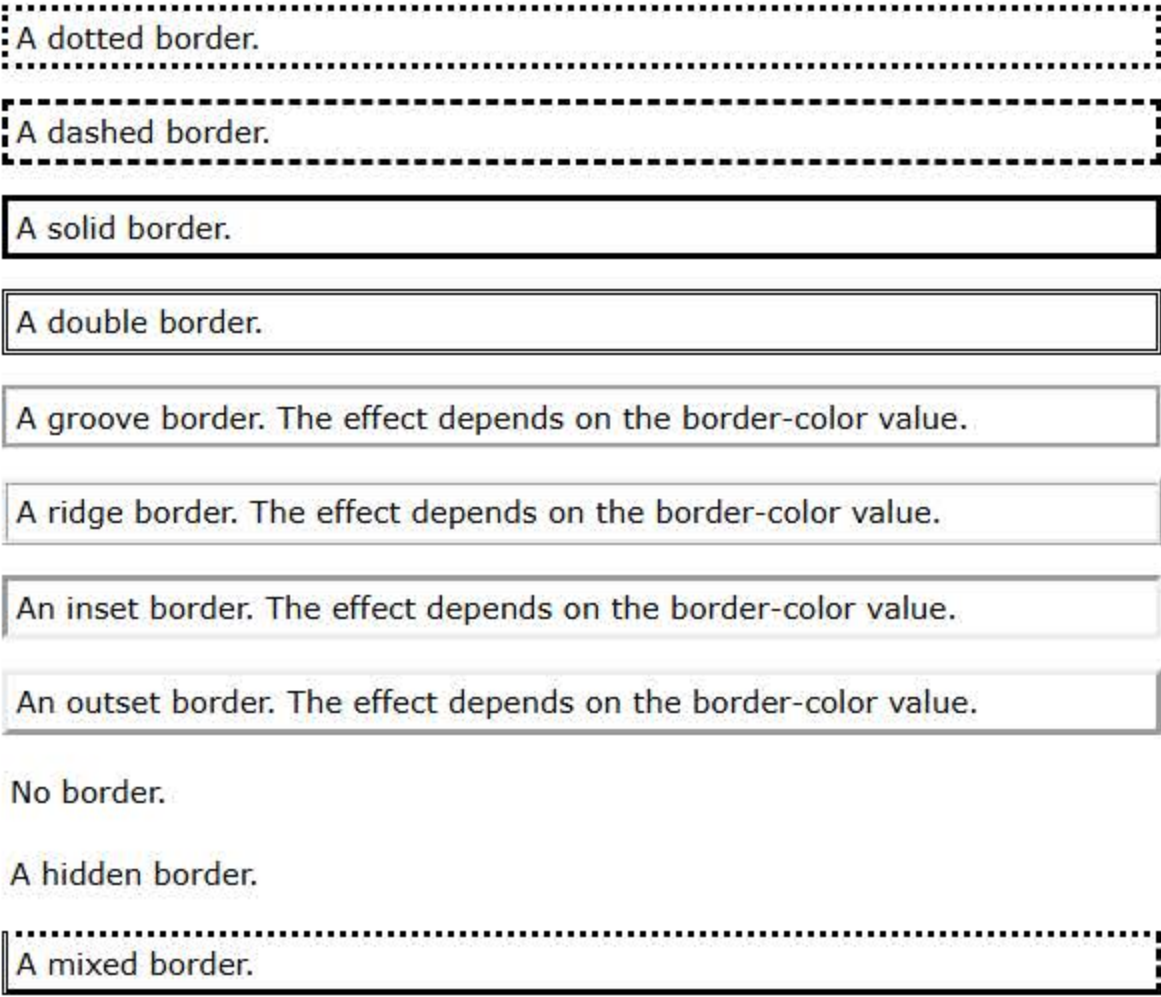 A dotted border.
A dashed border.
A solid border.
A double border.
A groove border. The effect depends on the border-color value.
A ridge border. The effect depends on the border-color value.
An inset border. The effect depends on the border-color value.
An outset border. The effect depends on the border-color value.
No border.
A hidden border.
A mixed border.